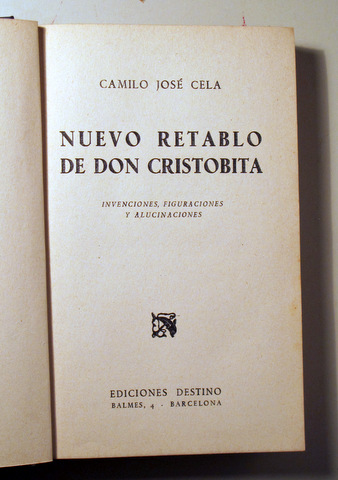 CAMILO JOSÉ CELA
NUEVO RETABLO
DE DON CRISTOBITA
INVENCIONES, FIGURACIONES
Y ALUCINACIONES
EDICIONES DESTINO
BALMES, 4 - BARCELONA